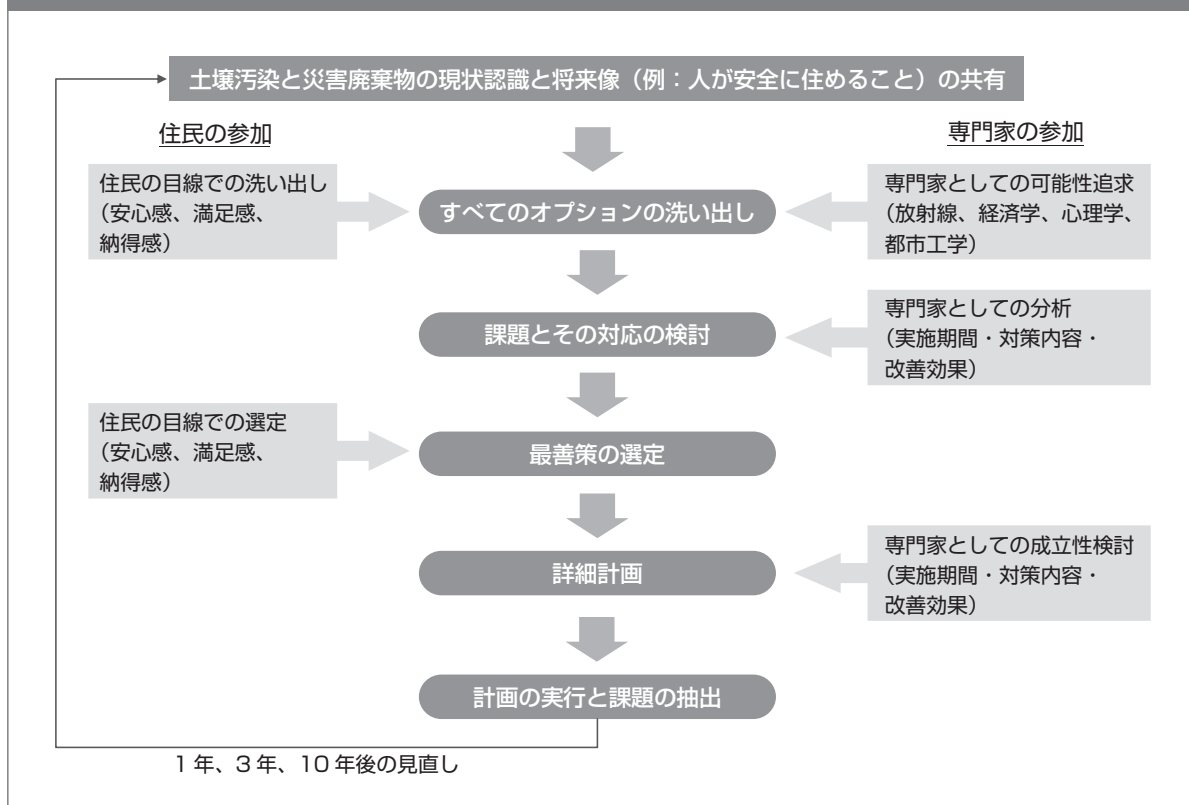 土壌汚染と災害廃棄物の現状認識と将来像（例：人が安全に住めること）の共有
住民の参加
専門家の参加
住民の目線での洗い出し
（安心感、満足感、
納得感）
すべてのオプションの洗い出し
専門家としての可能性追求
（放射線、経済学、心理学、
都市工学）
課題とその対応の検討
専門家としての分析
（実施期間・対策内容・
改善効果）
住民の目線での選定
（安心感、満足感、
納得感）
最善策の選定
詳細計画
専門家としての成立性検討
（実施期間・対策内容・
改善効果）
計画の実行と課題の抽出
1 年、3 年、10 年後の見直し